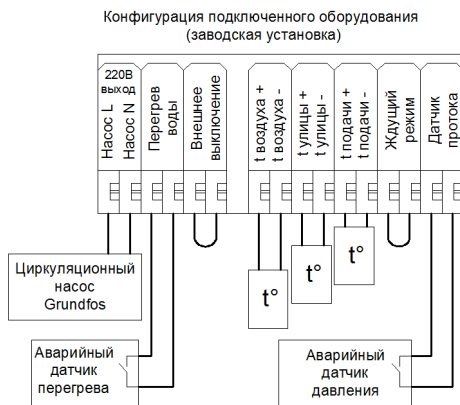 Конфигурация подключенного оборудования
(заводская установка)
220В
выход
Насос L
Насос N
Перегрев
воды
Внешнее
выключение
t воздуха +
t воздуха -
t улицы +
t улицы -
t подачи +
t подачи -
Ждущий
режим
Датчик
протока
Циркуляционный
насос
Grundfos
t°
t°
t°
Аварийный
датчик
перегрева
Аварийный
датчик
давления